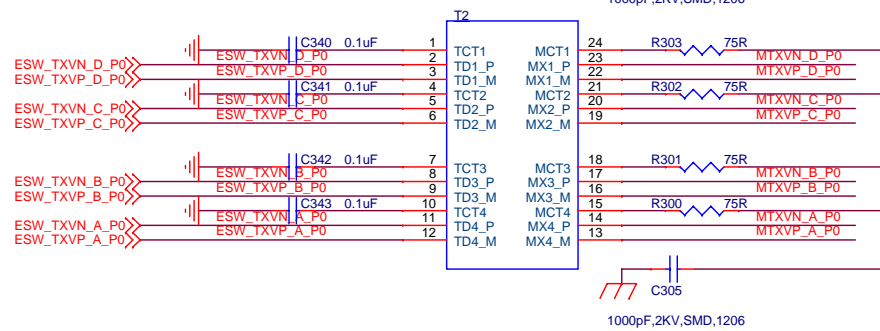 1000pF,2KV,SMD,1206
T2
C340 0.1uF 1 TCT1 MCT1 24 R303 75R
ESW_TXVN_D_P0 ESW_TXVN_D_P0 2 TD1_P MX1_P 23 MTXVN_D_P0
ESW_TXVP_D_P0 ESW_TXVP_D_P0 3 TD1_M MX1_M 22 MTXVP_D_P0
C341 0.1uF 4 TCT2 MCT2 21 R302 75R
ESW_TXVN_C_P0 ESW_TXVN_C_P0 5 TD2_P MX2_P 20 MTXVN_C_P0
ESW_TXVP_C_P0 ESW_TXVP_C_P0 6 TD2_M MX2_M 19 MTXVP_C_P0
C342 0.1uF 7 TCT3 MCT3 18 R301 75R
ESW_TXVN_B_P0 ESW_TXVN_B_P0 8 TD3_P MX3_P 17 MTXVN_B_P0
ESW_TXVP_B_P0 ESW_TXVP_B_P0 9 TD3_M MX3_M 16 MTXVP_B_P0
C343 0.1uF 10 TCT4 MCT4 15 R300 75R
ESW_TXVN_A_P0 ESW_TXVN_A_P0 11 TD4_P MX4_P 14 MTXVN_A_P0
ESW_TXVP_A_P0 ESW_TXVP_A_P0 12 TD4_M MX4_M 13 MTXVP_A_P0
C305
1000pF,2KV,SMD,1206